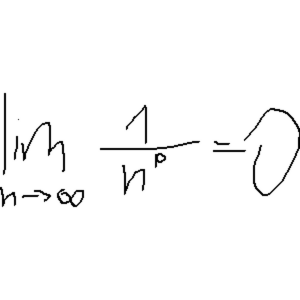 lim 1/n^p = 0
n→∞